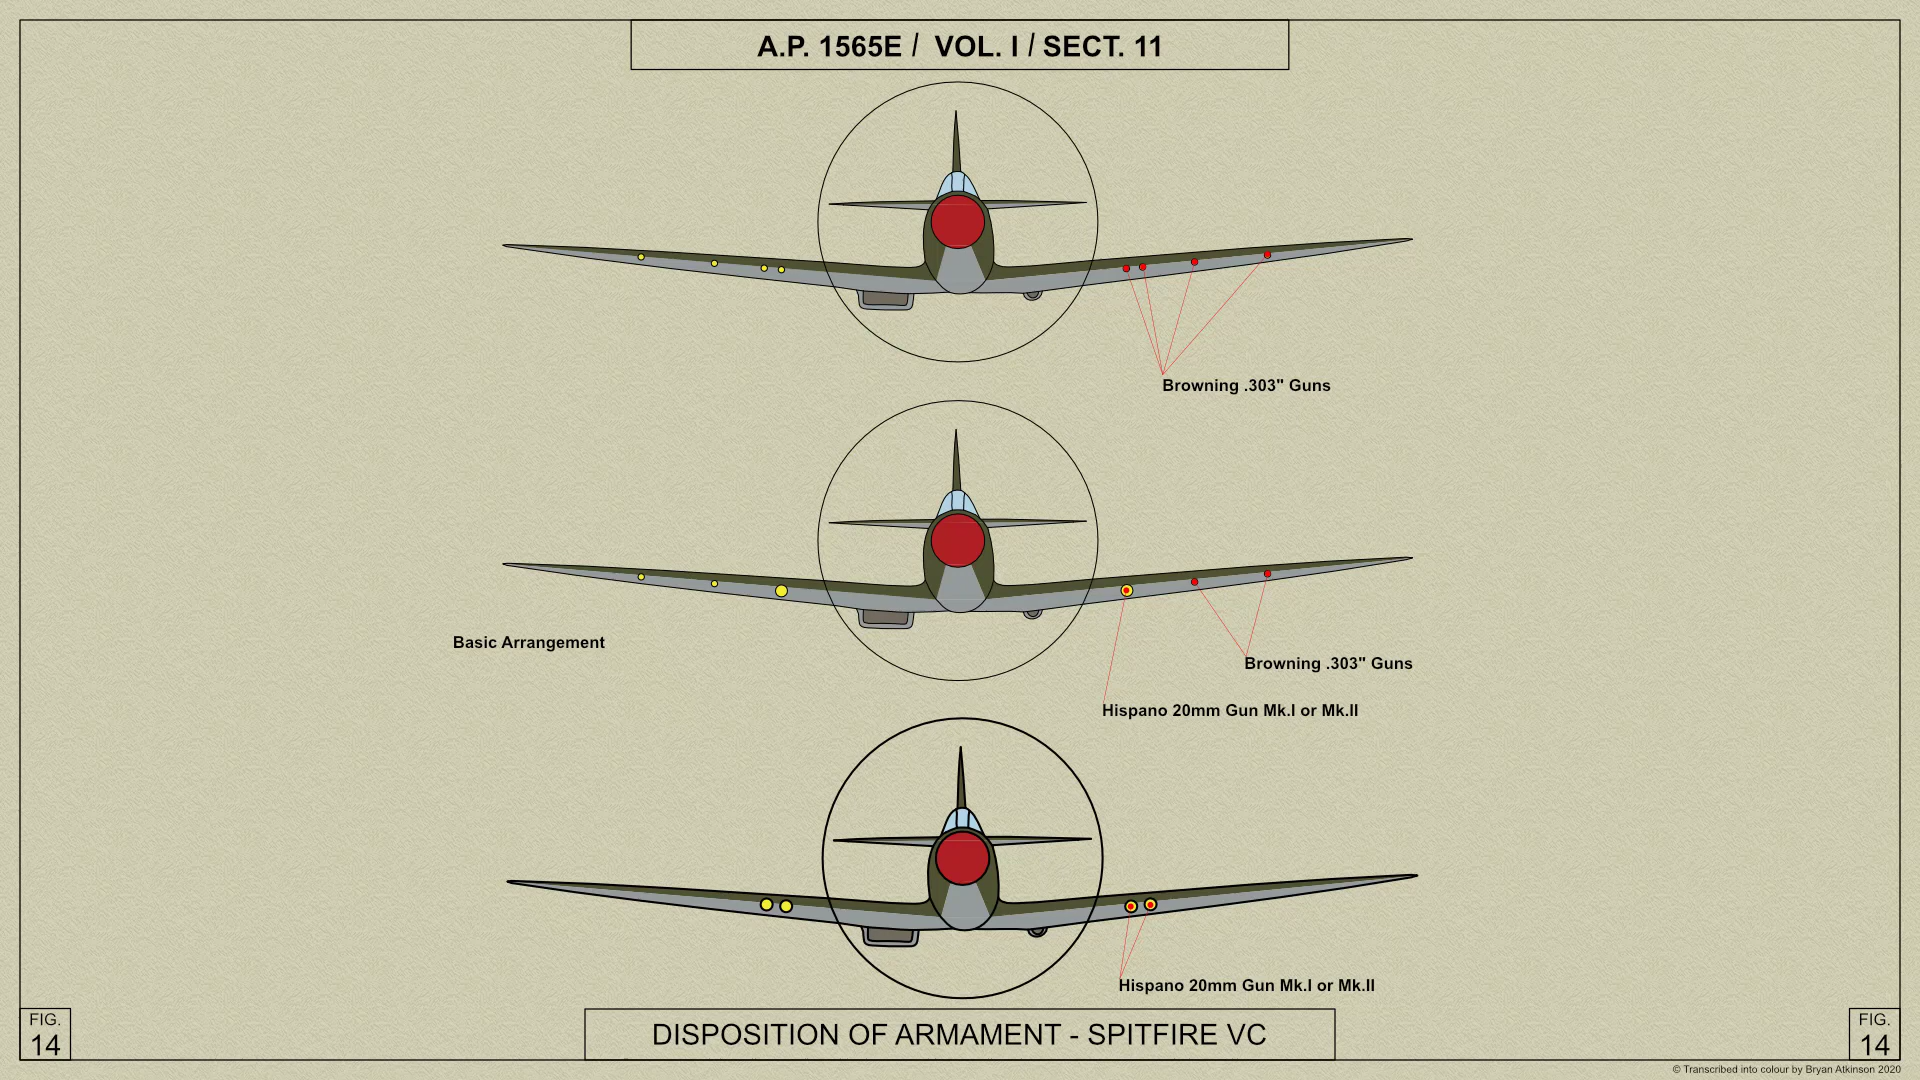 A.P. 1565E / VOL. I / SECT. 11
Browning .303" Guns
Basic Arrangement
Browning .303" Guns
Hispano 20mm Gun Mk.I or Mk.II
Hispano 20mm Gun Mk.I or Mk.II
FIG.
14
DISPOSITION OF ARMAMENT - SPITFIRE VC
FIG.
14
© Transcribed into colour by Bryan Atkinson 2020